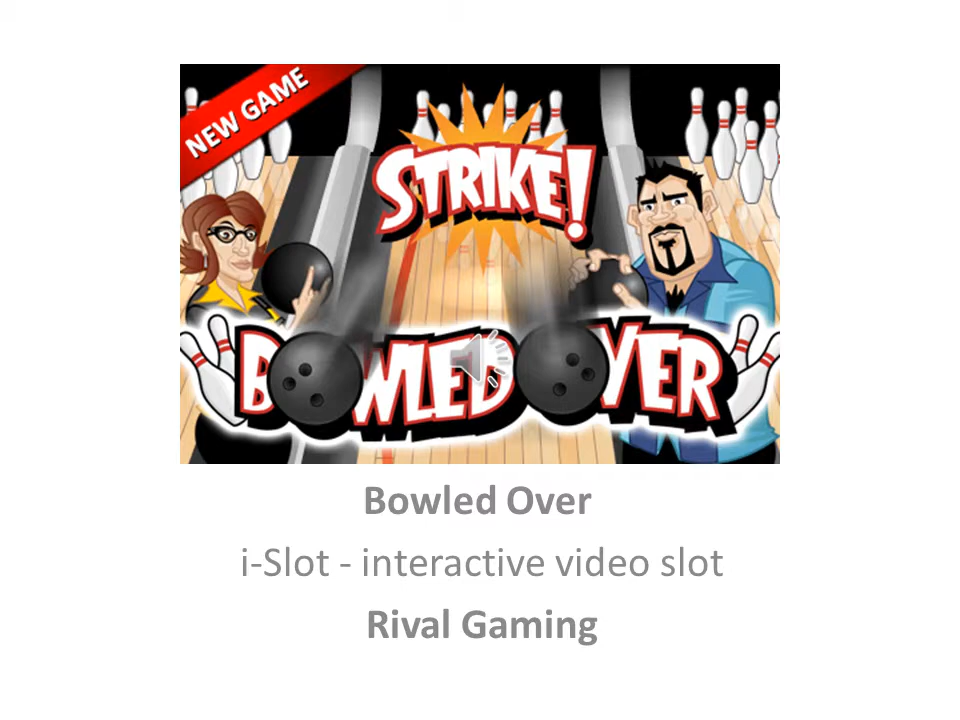 NEW GAME
STRIKE!
BOWLED OVER
Bowled Over
i-Slot - interactive video slot
Rival Gaming